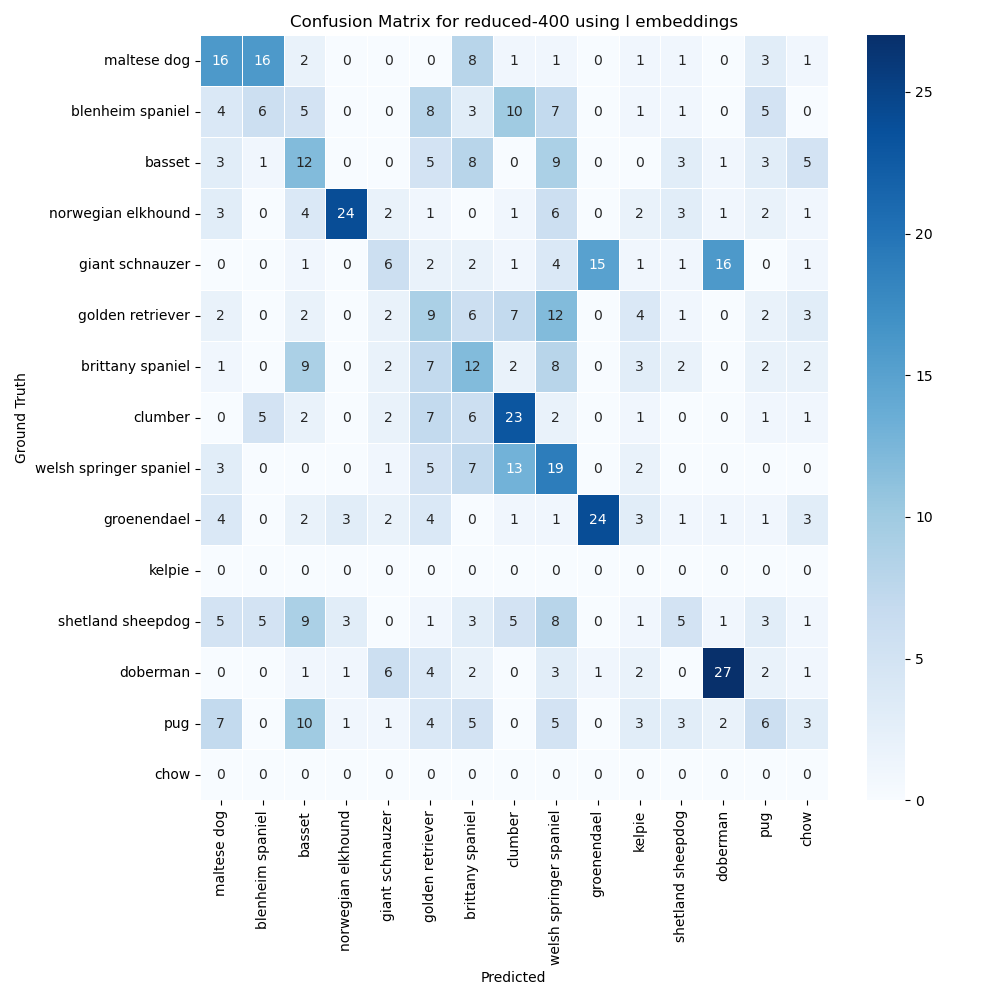 Confusion Matrix for reduced-400 using l embeddings
Ground Truth
maltese dog 16 16 2 0 0 0 8 1 1 0 1 1 0 3 1
blenheim spaniel 4 6 5 0 0 8 3 10 7 0 1 1 0 5 0
basset 3 1 12 0 0 5 8 0 9 0 0 3 1 3 5
norwegian elkhound 3 0 4 24 2 1 0 1 6 0 2 3 1 2 1
giant schnauzer 0 0 1 0 6 2 2 1 4 15 1 1 16 0 1
golden retriever 2 0 2 0 2 9 6 7 12 0 4 1 0 2 3
brittany spaniel 1 0 9 0 2 7 12 2 8 0 3 2 0 2 2
clumber 0 5 2 0 2 7 6 23 2 0 1 0 0 1 1
welsh springer spaniel 3 0 0 0 1 5 7 13 19 0 2 0 0 0 0
groenendael 4 0 2 3 2 4 0 1 1 24 3 1 1 1 3
kelpie 0 0 0 0 0 0 0 0 0 0 0 0 0 0 0
shetland sheepdog 5 5 9 3 0 1 3 5 8 0 1 5 1 3 1
doberman 0 0 1 1 6 4 2 0 3 1 2 0 27 2 1
pug 7 0 10 1 1 4 5 0 5 0 3 3 2 6 3
chow 0 0 0 0 0 0 0 0 0 0 0 0 0 0 0
maltese dog
blenheim spaniel
basset
norwegian elkhound
giant schnauzer
golden retriever
brittany spaniel
clumber
welsh springer spaniel
groenendael
kelpie
shetland sheepdog
doberman
pug
chow
Predicted
25
20
15
10
5
0